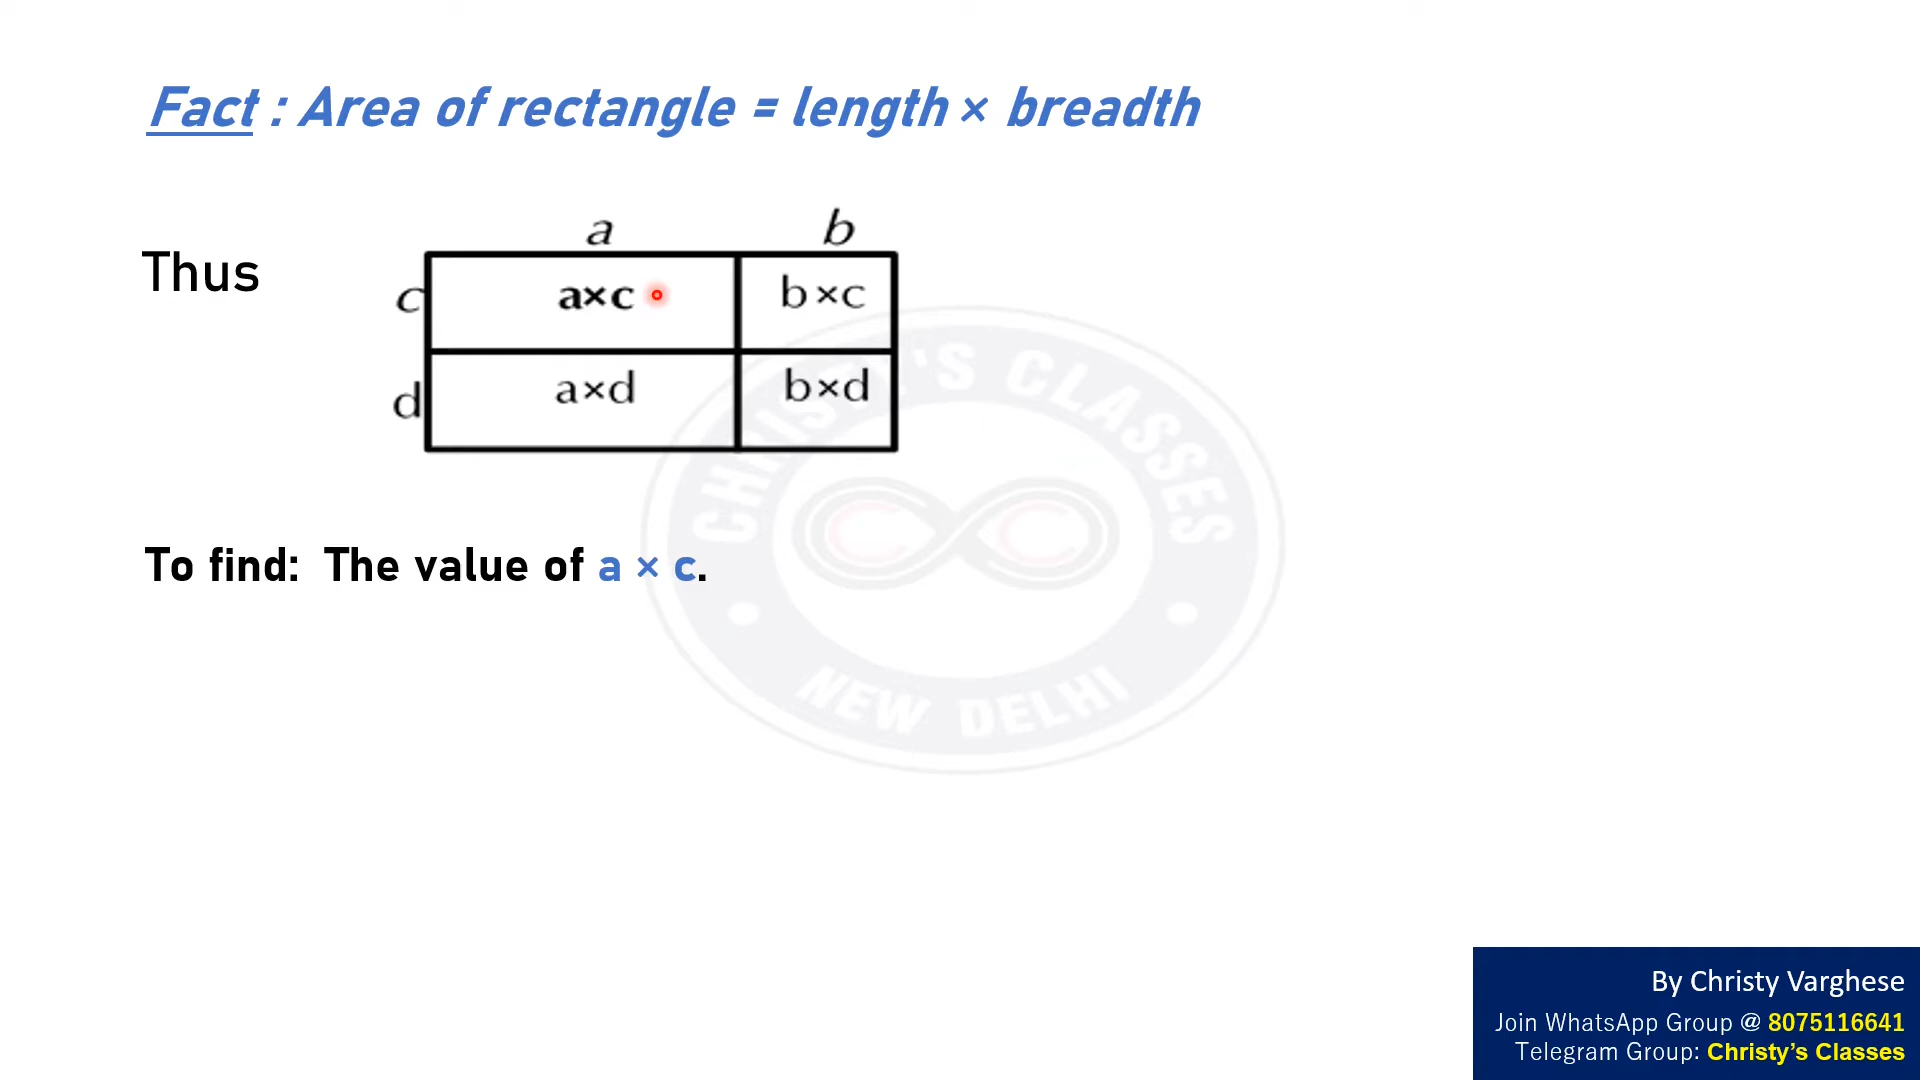 Fact : Area of rectangle = length × breadth
a b
Thus
c a×c b×c
d a×d b×d
To find: The value of a × c.
CHRISTY'S CLASSES
NEW DELHI
By Christy Varghese
Join WhatsApp Group @ 8075116641
Telegram Group: Christy's Classes